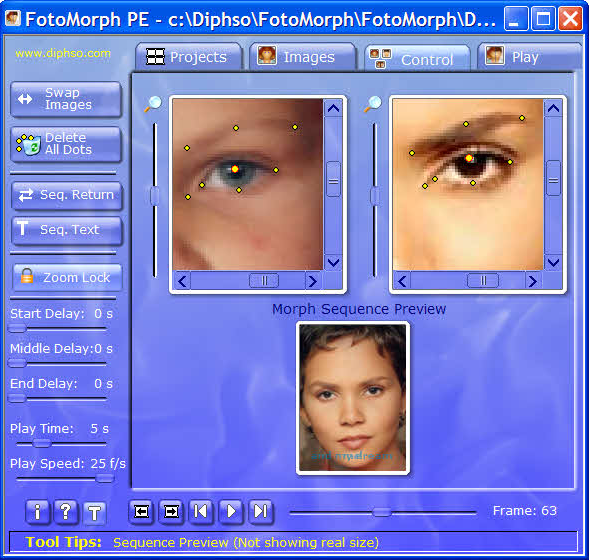 FotoMorph PE - c:\Diphso\FotoMorph\FotoMorph\D...
www.diphso.com
Projects
Images
Control
Play
Swap
Images
Delete
All Dots
Seq. Return
T Seq. Text
Zoom Lock
Start Delay: 0 s
Middle Delay:0 s
End Delay: 0 s
Play Time: 5 s
Play Speed: 25 f/s
Morph Sequence Preview
i ? T
Frame: 63
Tool Tips: Sequence Preview (Not showing real size)